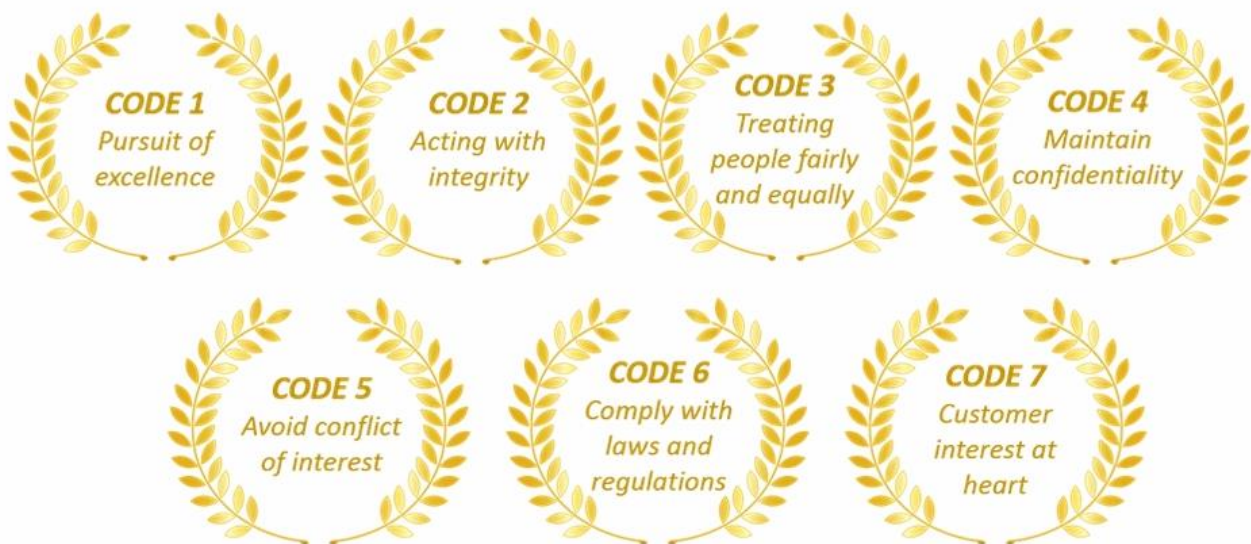 CODE 1
Pursuit of
excellence
CODE 2
Acting with
integrity
CODE 3
Treating
people fairly
and equally
CODE 4
Maintain
confidentiality
CODE 5
Avoid conflict
of interest
CODE 6
Comply with
laws and
regulations
CODE 7
Customer
interest at
heart